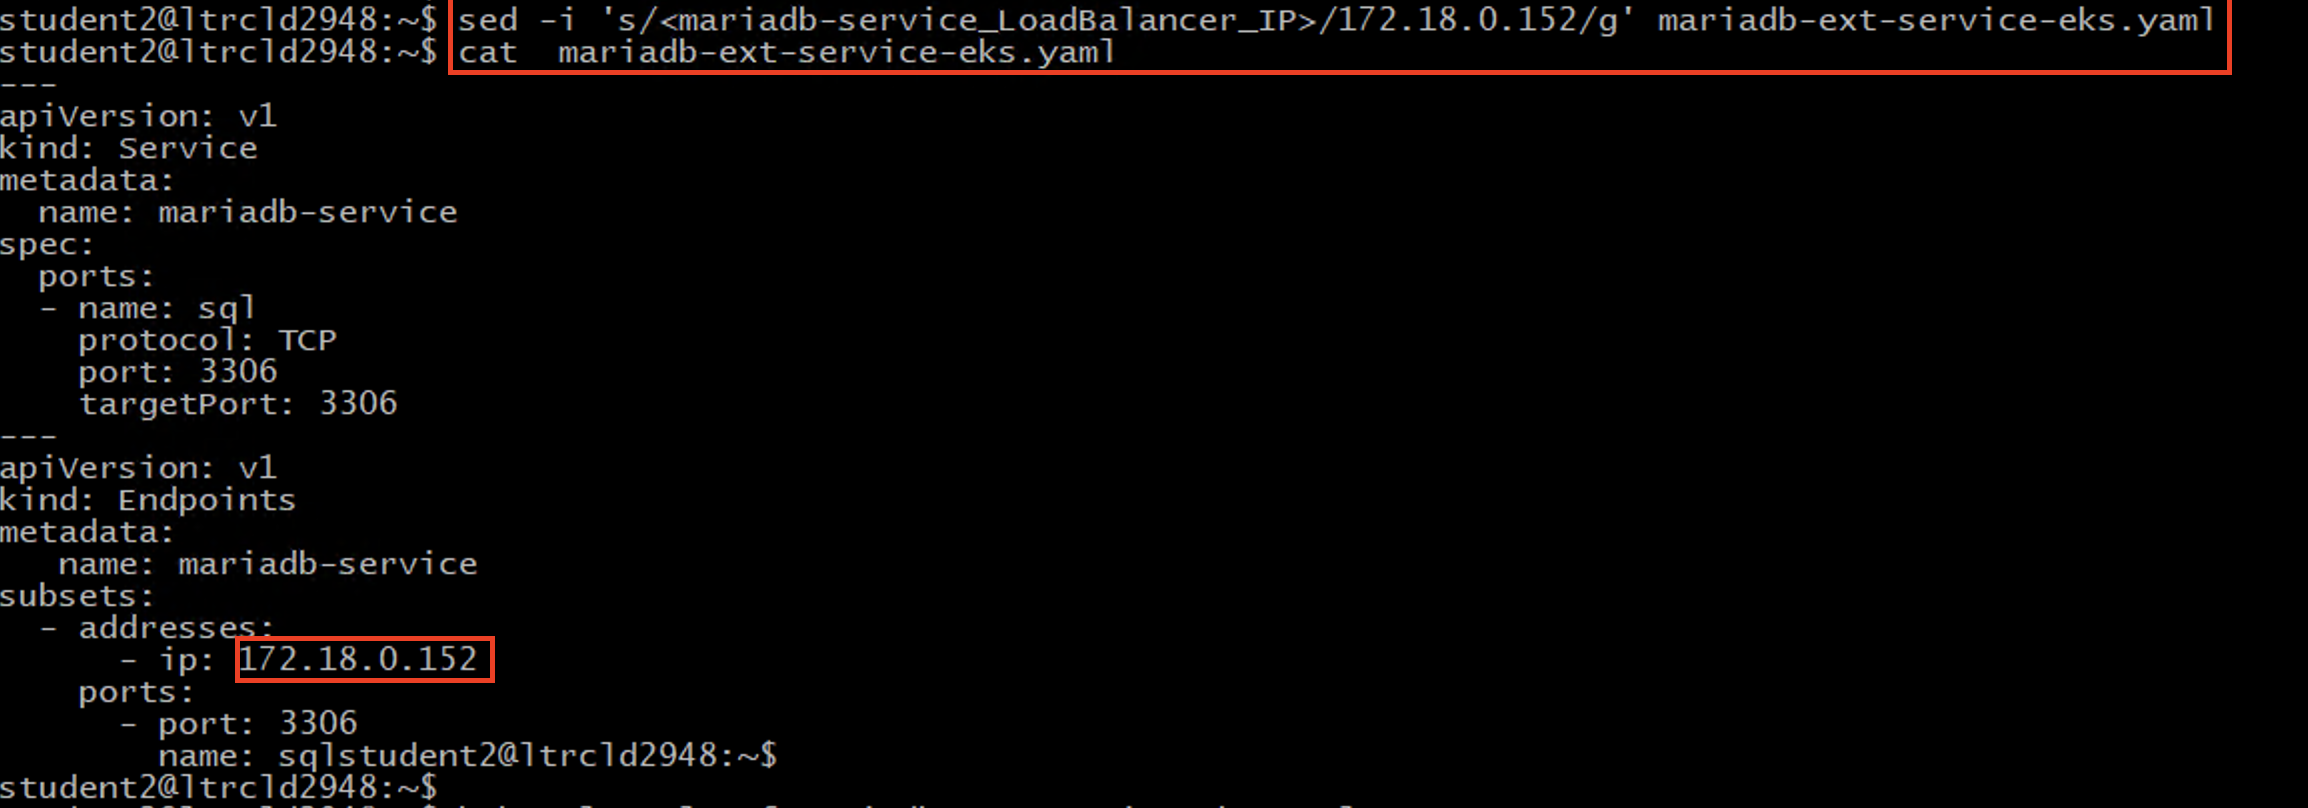 student2@ltrcld2948:~$ sed -i 's/<mariadb-service_LoadBalancer_IP>/172.18.0.152/g' mariadb-ext-service-eks.yaml
student2@ltrcld2948:~$ cat  mariadb-ext-service-eks.yaml
---
apiVersion: v1
kind: Service
metadata:
  name: mariadb-service
spec:
  ports:
  - name: sql
    protocol: TCP
    port: 3306
    targetPort: 3306
---
apiVersion: v1
kind: Endpoints
metadata:
   name: mariadb-service
subsets:
  - addresses:
      - ip: 172.18.0.152
    ports:
      - port: 3306
        name: sqlstudent2@ltrcld2948:~$
student2@ltrcld2948:~$